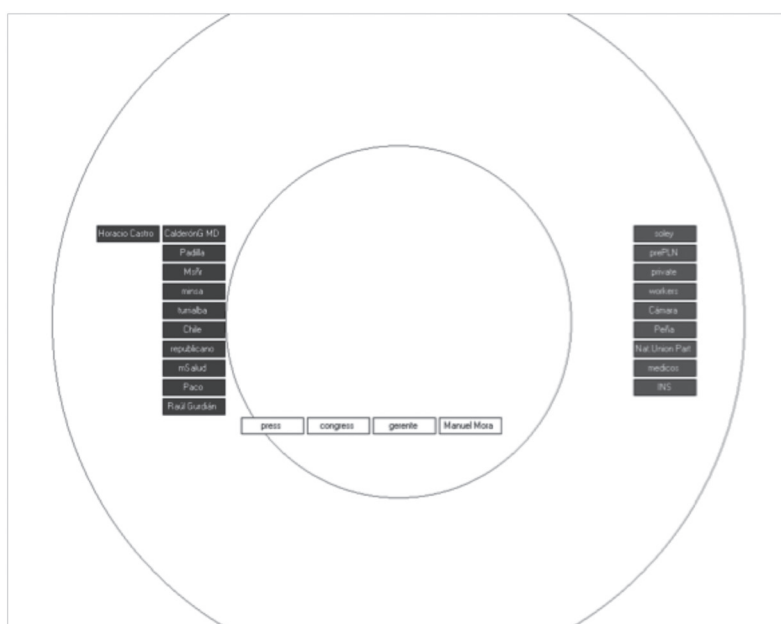 Horacio Castro CalderónG MD
Padilla
Moñr
minsa
turrialba
Chile
republicano
mSalud
Paco
Raúl Gurdián
press congress gerente Manuel Mora
soley
prePLN
private
workers
Cámara
Peña
Nat Union Part
medicos
INS